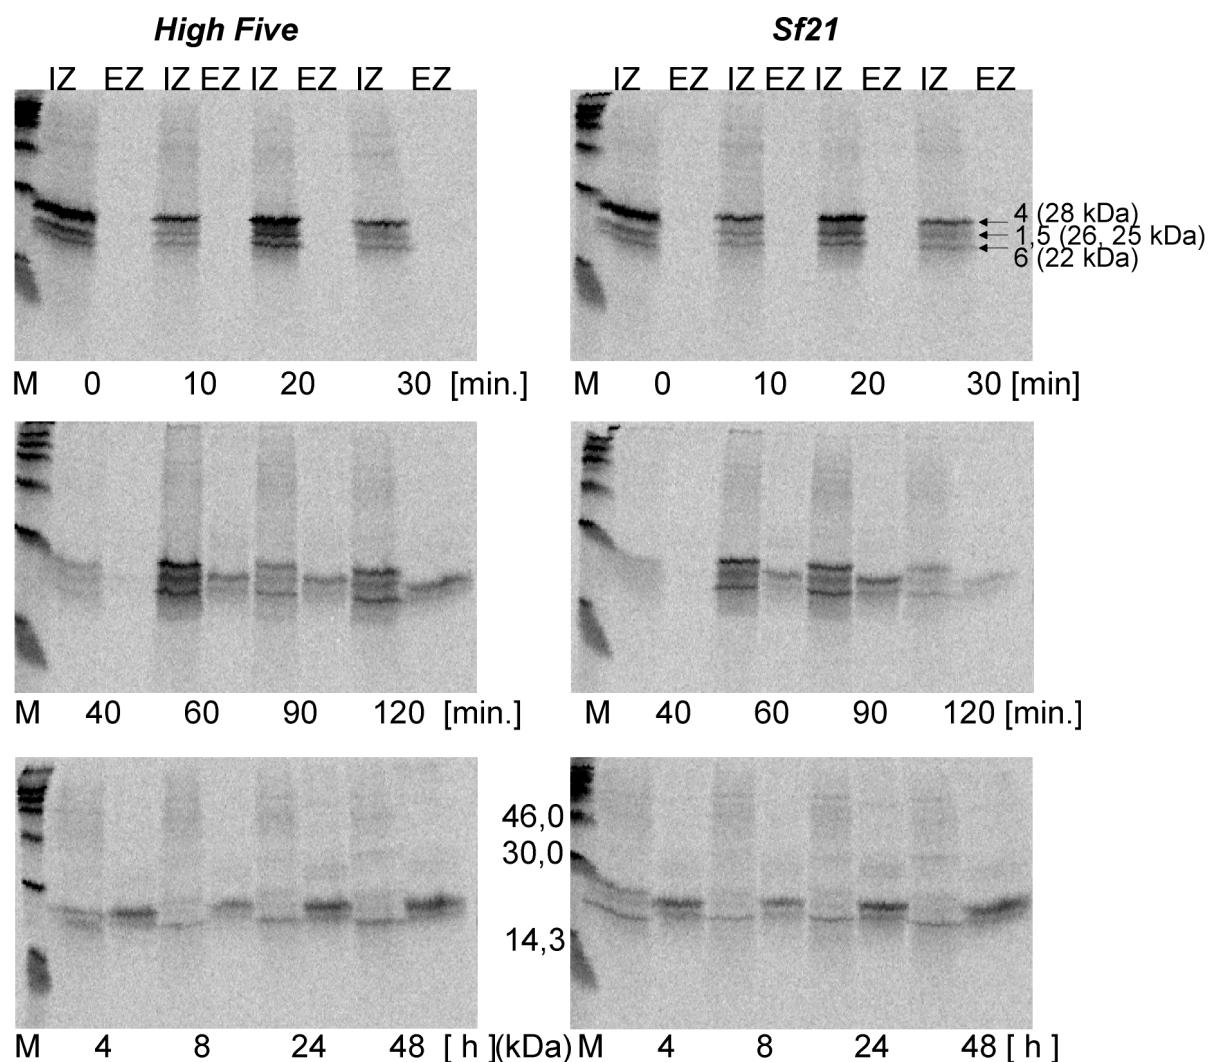 High Five Sf21
IZ EZ IZ EZ IZ EZ IZ EZ IZ EZ IZ EZ IZ EZ IZ EZ
4 (28 kDa)
1,5 (26, 25 kDa)
6 (22 kDa)
M 0 10 20 30 [min.] M 0 10 20 30 [min]
M 40 60 90 120 [min.] M 40 60 90 120 [min.]
46,0
30,0
14,3
M 4 8 24 48 [ h ] (kDa) M 4 8 24 48 [ h ]